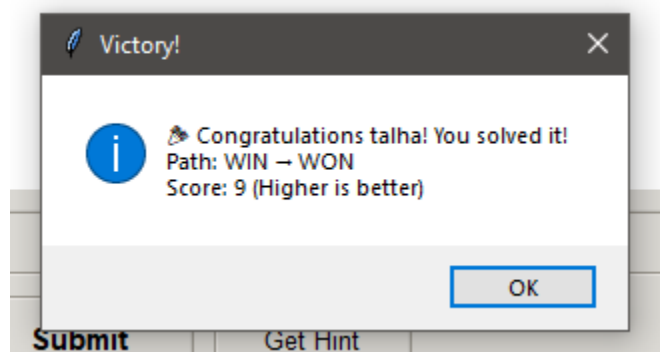 Victory!
🎉 Congratulations talha! You solved it!
Path: WIN → WON
Score: 9 (Higher is better)
OK
Submit
Get Hint